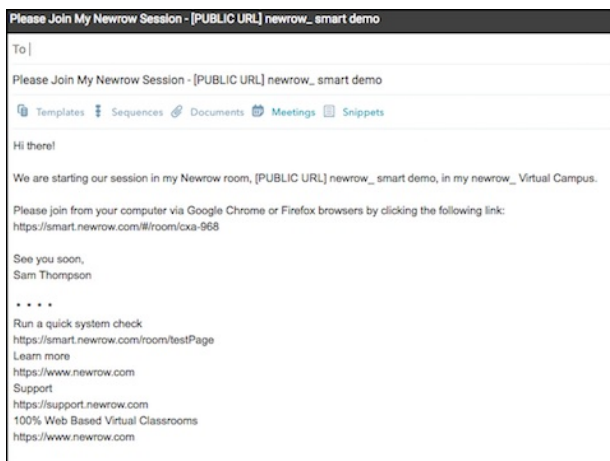 Please Join My Newrow Session - [PUBLIC URL] newrow_ smart demo
To
Please Join My Newrow Session - [PUBLIC URL] newrow_ smart demo
Templates Sequences Documents Meetings Snippets
Hi there!
We are starting our session in my Newrow room, [PUBLIC URL] newrow_ smart demo, in my newrow_ Virtual Campus.
Please join from your computer via Google Chrome or Firefox browsers by clicking the following link:
https://smart.newrow.com/#/room/cxa-968
See you soon,
Sam Thompson
• • • •
Run a quick system check
https://smart.newrow.com/room/testPage
Learn more
https://www.newrow.com
Support
https://support.newrow.com
100% Web Based Virtual Classrooms
https://www.newrow.com